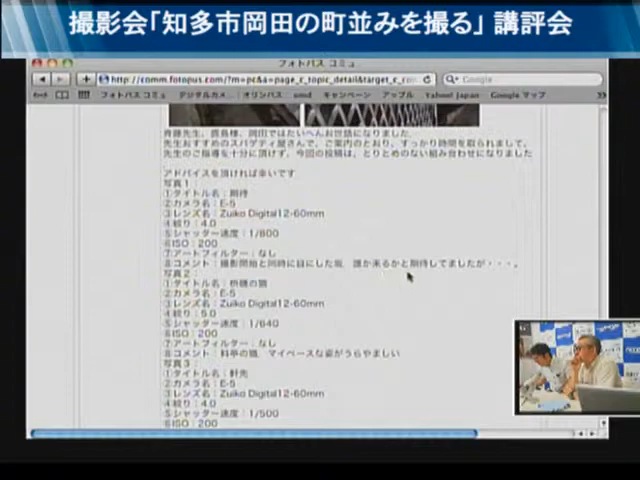 撮影会「知多市岡田の町並みを撮る」 講評会
フォトパス コミュ
http://comm.fotopus.com/?m=pc&a=page_c_topic_detail&target_c_co
Google
フォトパス コミュ デジタルカメ... オリンパス... キャンペーン アップル Yahoo! Japan Google マップ
斉藤先生、鹿島様、岡田ではたいへんお世話になりました。
先生おすすめのスパゲティ屋さんで、ご案内のとおり、すっかり時間を取られまして、
先生のご指導を十分に頂けず、今回の投稿は、とりとめのない組み合わせになりました
アドバイスを頂ければ幸いです
写真1:
①タイトル名:期待
②カメラ名:E-5
③レンズ名:Zuiko Digital12-60mm
④絞り:4.0
⑤シャッター速度:1/800
⑥ISO:200
⑦アートフィルター:なし
⑧コメント:撮影開始と同時に目にした坂、誰か来るかと期待してましたが・・・。
写真2:
①タイトル名:の猫
②カメラ名:E-5
③レンズ名:Zuiko Digital12-60mm
④絞り:5.0
⑤シャッター速度:1/640
⑥ISO:200
⑦アートフィルター:なし
⑧コメント:料亭の猫、マイペースな姿がうらやましい
写真3:
①タイトル名:軒先
②カメラ名:E-5
③レンズ名:Zuiko Digital12-60mm
④絞り:4.0
⑤シャッター速度:1/500
⑥ISO:200